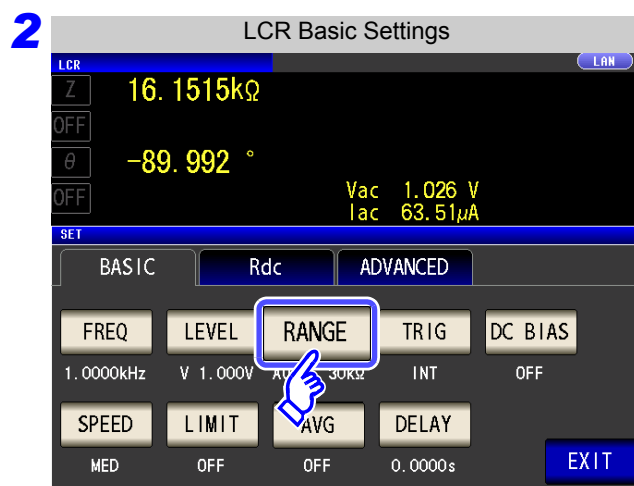 2
LCR Basic Settings
LCR LAN
Z 16.1515kΩ
OFF
θ -89.992 °
OFF
Vac 1.026 V
Iac 63.51μA
SET
BASIC Rdc ADVANCED
FREQ LEVEL RANGE TRIG DC BIAS
1.0000kHz V 1.000V 30kΩ INT OFF
SPEED LIMIT AVG DELAY
MED OFF OFF 0.0000s
EXIT